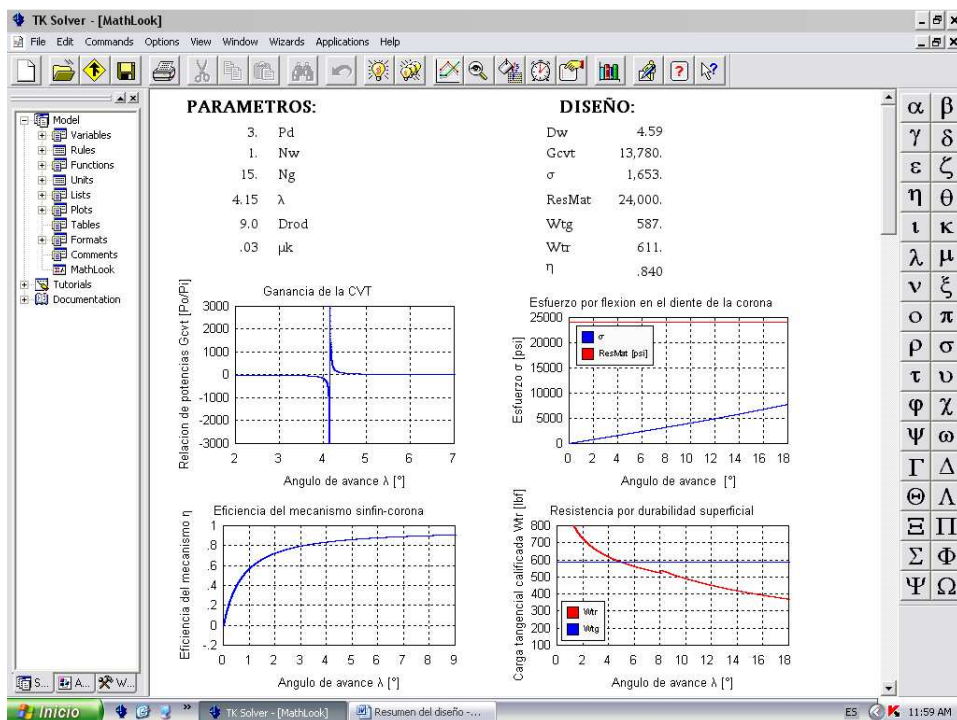 TK Solver - [MathLook]
File Edit Commands Options View Window Wizards Applications Help
Model
Variables
Rules
Functions
Units
Lists
Plots
Tables
Formats
Comments
MathLook
Tutorials
Documentation
S... A... W...
PARAMETROS:
3. Pd
1. Nw
15. Ng
4.15 λ
9.0 Drod
.03 μk
DISEÑO:
Dw 4.59
Gcvt 13,780.
σ 1,653.
ResMat 24,000.
Wtg 587.
Wtr 611.
η .840
Ganancia de la CVT
Relacion de potencias Gcvt [Po/Pi]
3000
2000
1000
0
-1000
-2000
-3000
2 3 4 5 6 7
Angulo de avance λ [°]
Esfuerzo por flexion en el diente de la corona
Esfuerzo σ [psi]
25000
20000
15000
10000
5000
0
σ
ResMat [psi]
0 2 4 6 8 10 12 14 16 18
Angulo de avance [°]
Eficiencia del mecanismo sinfin-corona
Eficiencia del mecanismo η
1
.8
.6
.4
.2
0
-.2
0 1 2 3 4 5 6 7 8 9
Angulo de avance λ [°]
Resistencia por durabilidad superficial
Carga tangencial calificada Wtr [lbf]
800
700
600
500
400
300
200
100
Wtr
Wtg
0 2 4 6 8 10 12 14 16 18
Angulo de avance λ [°]
α β
γ δ
ε ζ
η θ
ι κ
λ μ
ν ξ
ο π
ρ σ
τ υ
φ χ
ψ ω
Γ Δ
Θ Λ
Ξ Π
Σ Φ
Ψ Ω
Inicio
TK Solver - [MathLook]
Resumen del diseño -...
ES
11:59 AM